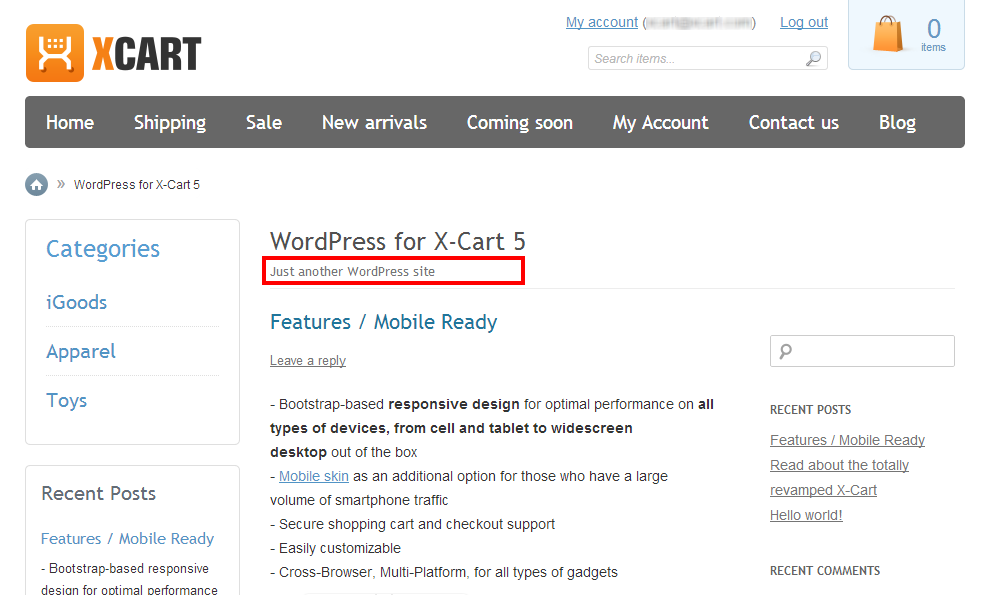 XCART
My account ( ) Log out
Search items...
0
items
Home Shipping Sale New arrivals Coming soon My Account Contact us Blog
» WordPress for X-Cart 5
Categories
iGoods
Apparel
Toys
Recent Posts
Features / Mobile Ready
- Bootstrap-based responsive
design for optimal performance
WordPress for X-Cart 5
Just another WordPress site
Features / Mobile Ready
Leave a reply
- Bootstrap-based responsive design for optimal performance on all
types of devices, from cell and tablet to widescreen
desktop out of the box
- Mobile skin as an additional option for those who have a large
volume of smartphone traffic
- Secure shopping cart and checkout support
- Easily customizable
- Cross-Browser, Multi-Platform, for all types of gadgets
RECENT POSTS
Features / Mobile Ready
Read about the totally
revamped X-Cart
Hello world!
RECENT COMMENTS